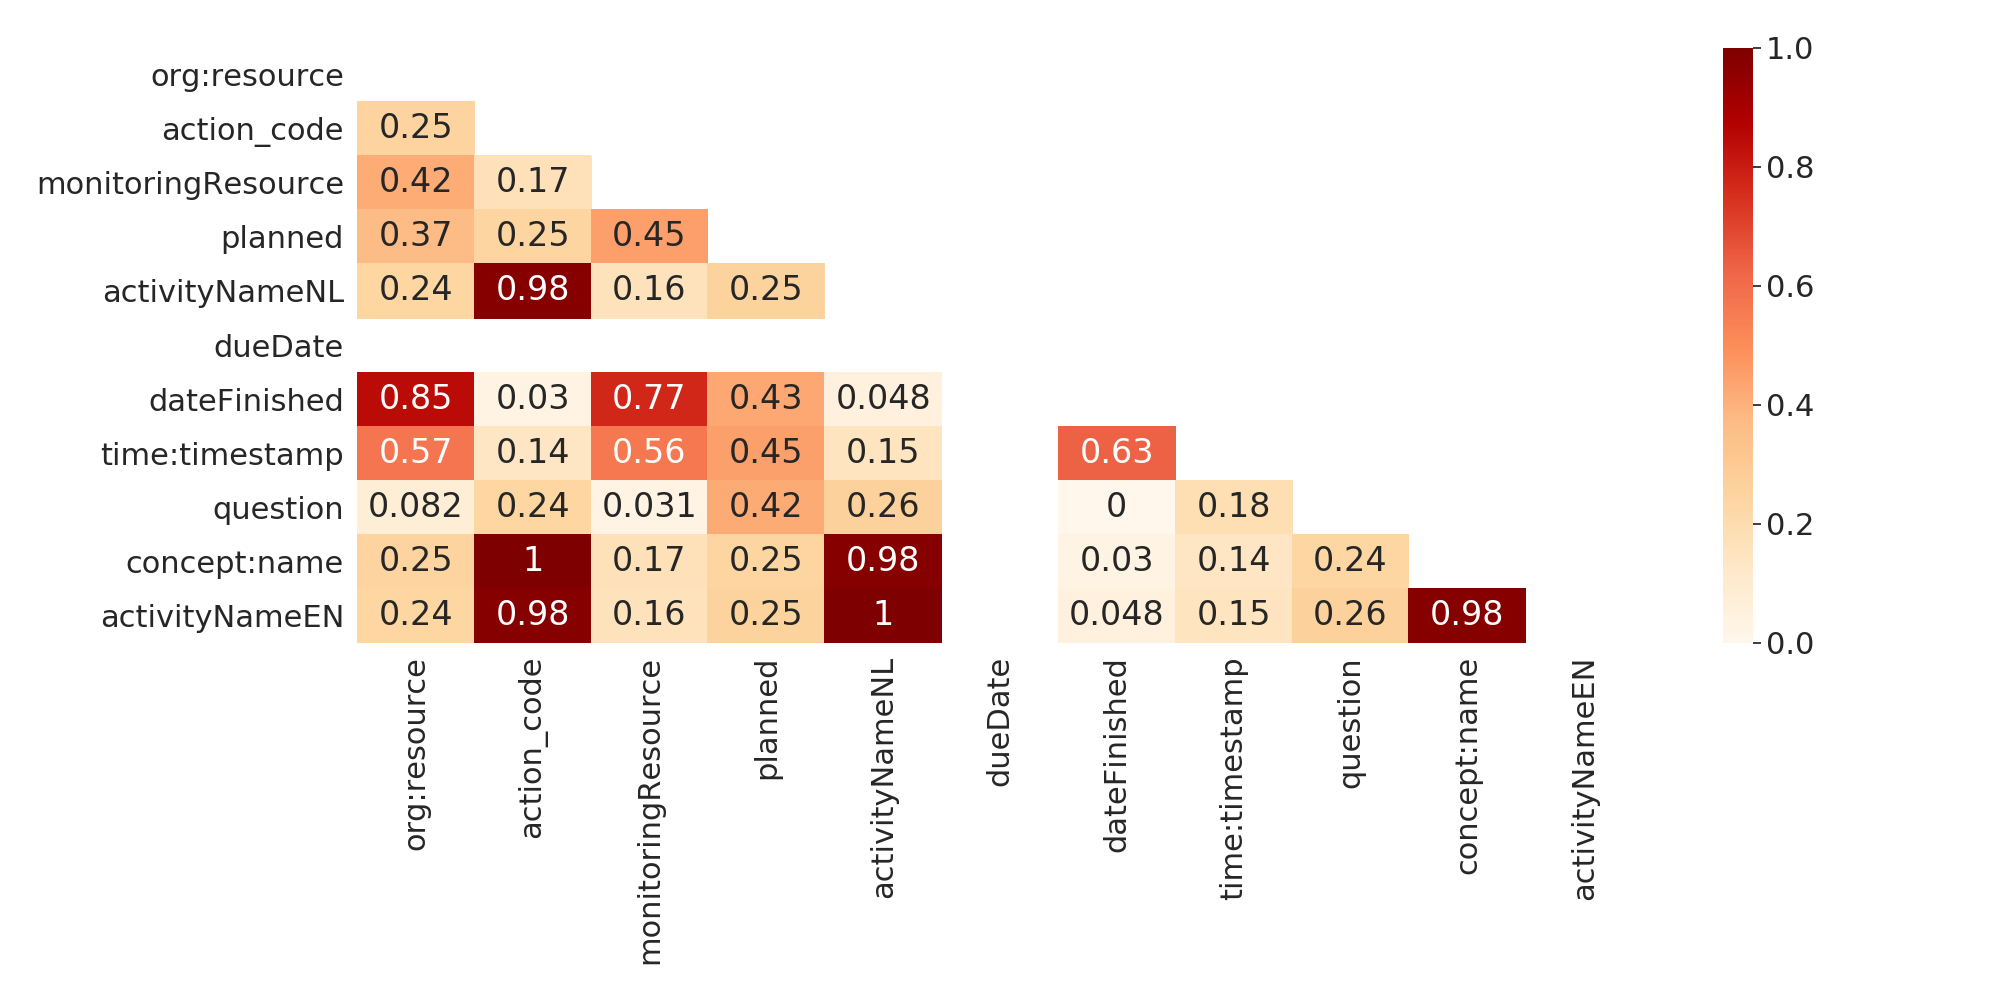 org:resource
action_code 0.25
monitoringResource 0.42 0.17
planned 0.37 0.25 0.45
activityNameNL 0.24 0.98 0.16 0.25
dueDate
dateFinished 0.85 0.03 0.77 0.43 0.048
time:timestamp 0.57 0.14 0.56 0.45 0.15 0.63
question 0.082 0.24 0.031 0.42 0.26 0 0.18
concept:name 0.25 1 0.17 0.25 0.98 0.03 0.14 0.24
activityNameEN 0.24 0.98 0.16 0.25 1 0.048 0.15 0.26 0.98
org:resource
action_code
monitoringResource
planned
activityNameNL
dueDate
dateFinished
time:timestamp
question
concept:name
activityNameEN
1.0
0.8
0.6
0.4
0.2
0.0